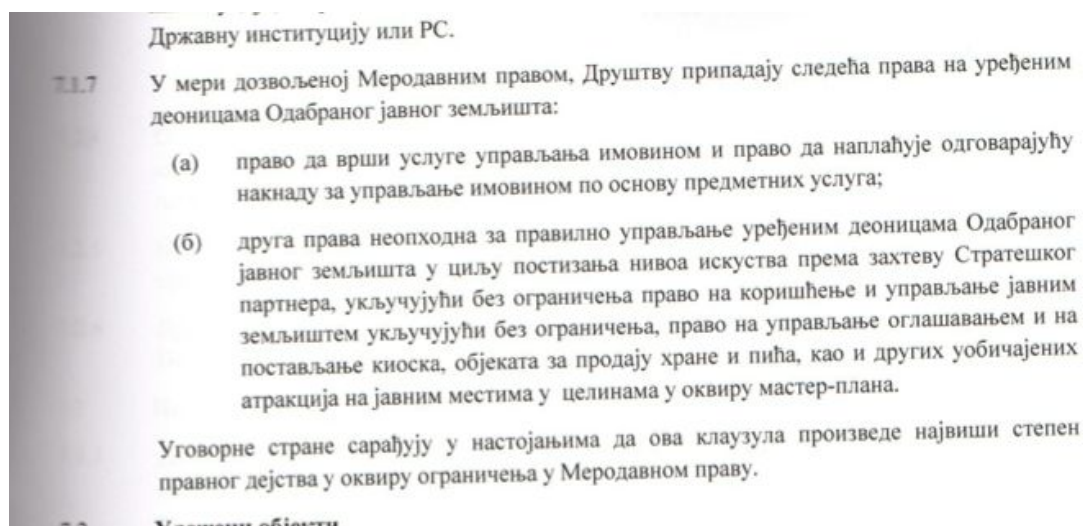 Државну институцију или РС.
7.1.7 У мери дозвољеној Меродавним правом, Друштву припадају следећа права на уређеним
деоницама Одабраног јавног земљишта:
(а) право да врши услуге управљања имовином и право да наплаћује одговарајућу
накнаду за управљање имовином по основу предметних услуга;
(б) друга права неопходна за правилно управљање уређеним деоницама Одабраног
јавног земљишта у циљу постизања нивоа искуства према захтеву Стратешког
партнера, укључујући без ограничења право на коришћење и управљање јавним
земљиштем укључујући без ограничења, право на управљање оглашавањем и на
постављање киоска, објеката за продају хране и пића, као и других уобичајених
атракција на јавним местима у целинама у оквиру мастер-плана.
Уговорне стране сарађују у настојањима да ова клаузула произведе највиши степен
правног дејства у оквиру ограничења у Меродавном праву.
објекти